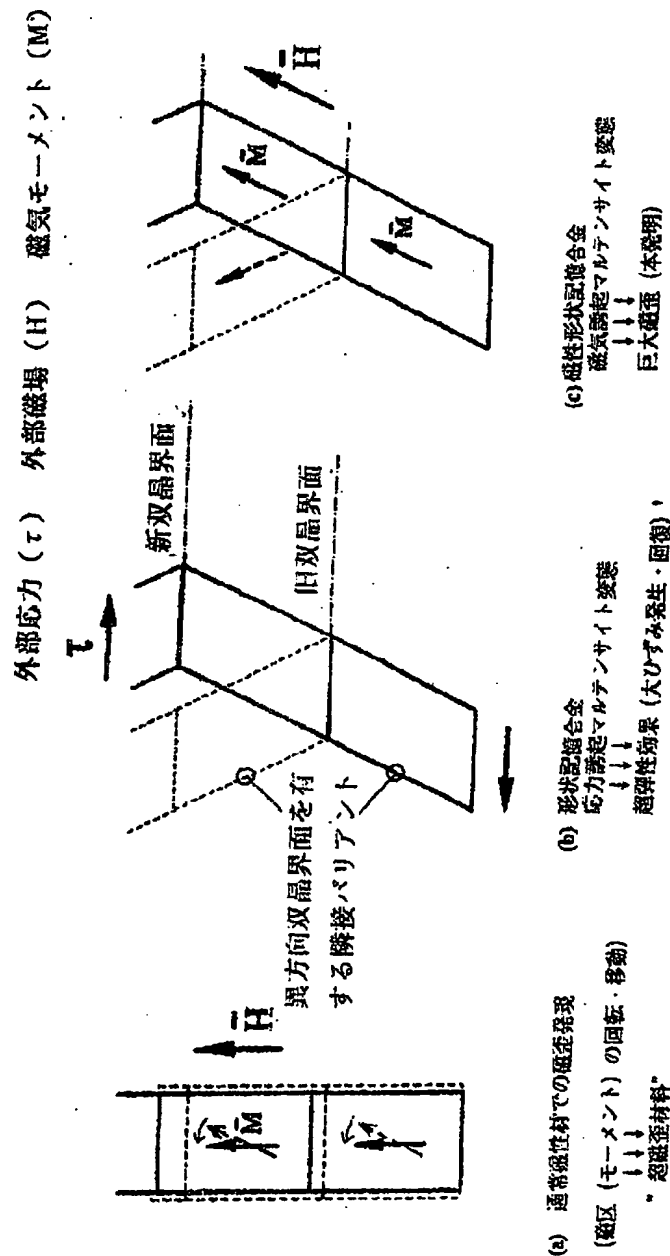 外部応力 (τ) 外部磁場 (H) 磁気モーメント (M)
τ
新双晶界面
旧双晶界面
異方向双晶界面を有
する隣接バリアント
H̄
M̄
H̄
M̄
M̄
(a) 通常磁性材での磁歪発現
(磁区 (モーメント) の回転・移動)
↓↓↓
"超磁歪材料"
(b) 形状記憶合金
応力誘起マルテンサイト変態
↓↓↓
超弾性効果 (大ひずみ発生・回復)
(c) 磁性形状記憶合金
磁気誘起マルテンサイト変態
↓↓↓
巨大磁歪 (本発明)